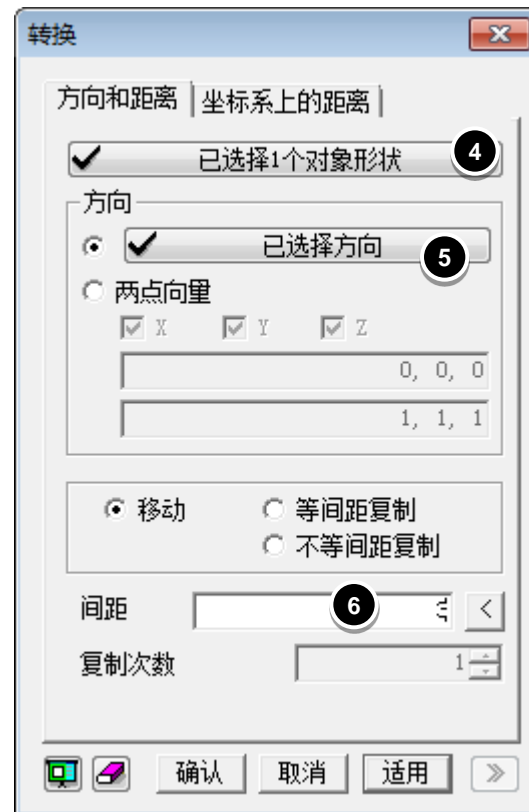 转换
方向和距离 坐标系上的距离
已选择1个对象形状 4
方向
已选择方向 5
两点向量
X Y Z
0, 0, 0
1, 1, 1
移动 等间距复制
不等间距复制
间距 6 <
复制次数 1
确认 取消 适用 >>